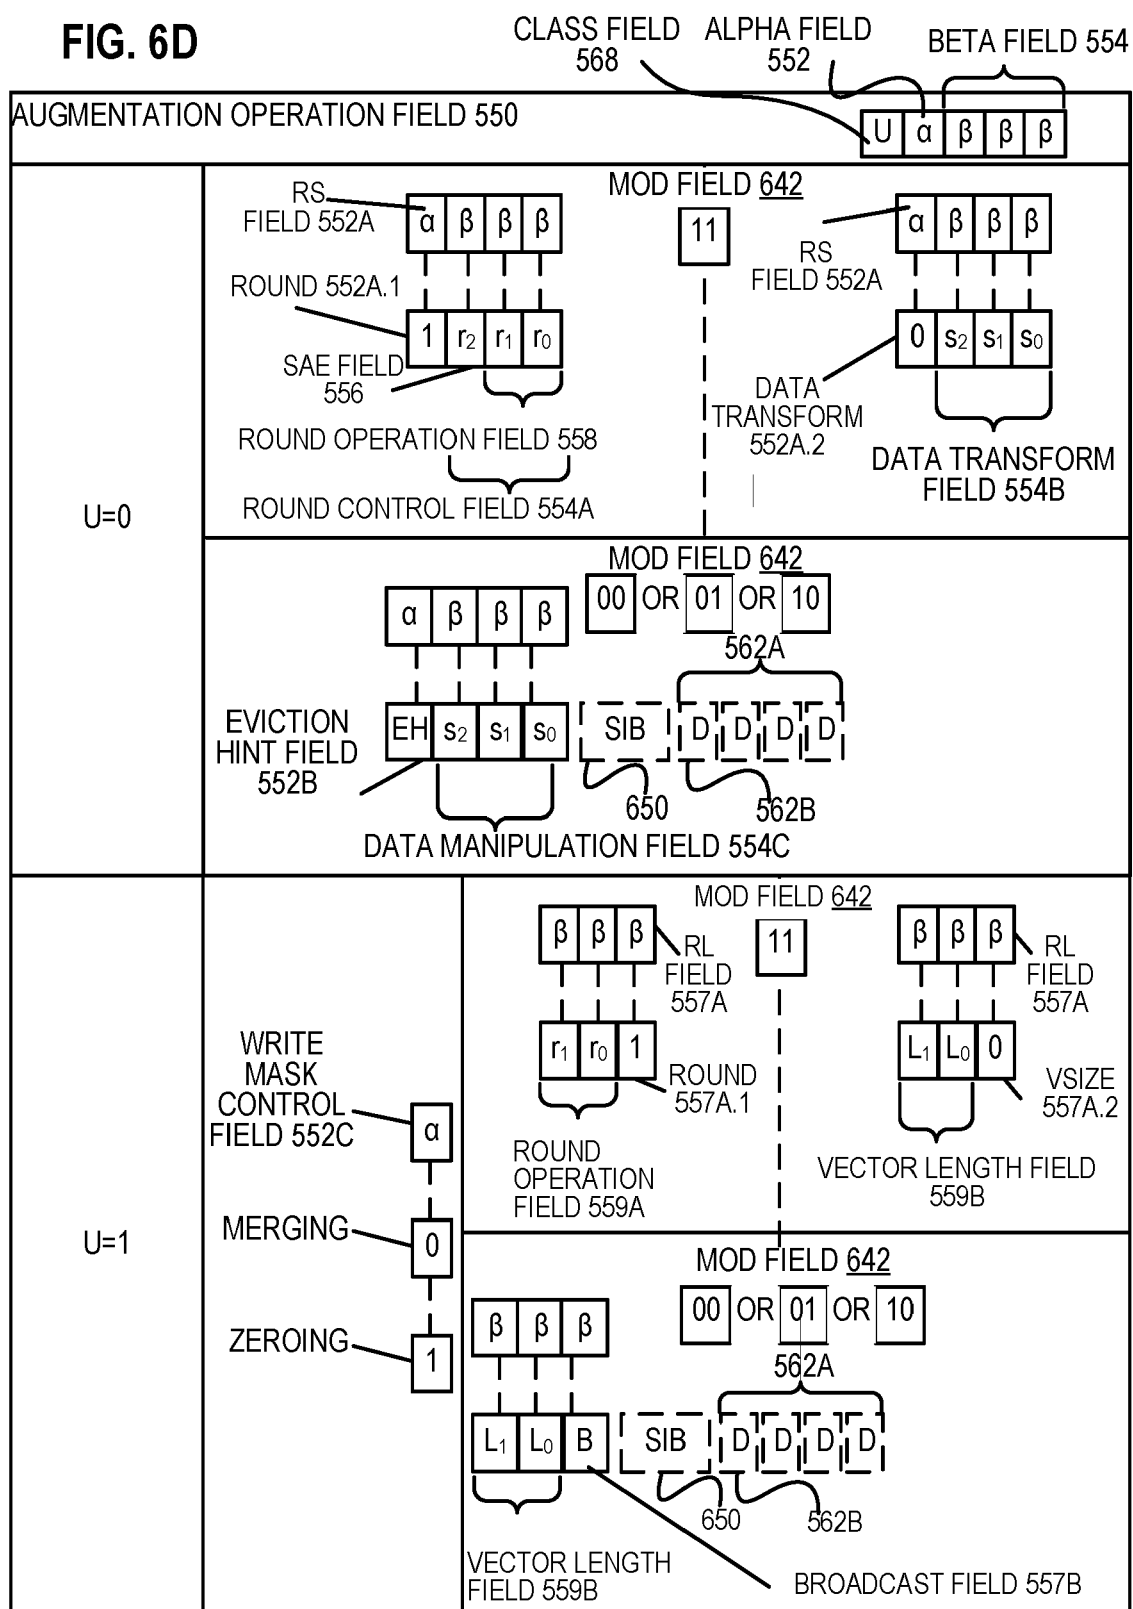 FIG. 6D
CLASS FIELD 568
ALPHA FIELD 552
BETA FIELD 554
AUGMENTATION OPERATION FIELD 550
U α β β β
U=0
MOD FIELD 642
11
RS FIELD 552A
α β β β
ROUND 552A.1
1 r2 r1 r0
SAE FIELD 556
ROUND OPERATION FIELD 558
ROUND CONTROL FIELD 554A
α β β β
RS FIELD 552A
0 s2 s1 s0
DATA TRANSFORM 552A.2
DATA TRANSFORM FIELD 554B
MOD FIELD 642
00 OR 01 OR 10
α β β β
562A
EVICTION HINT FIELD 552B
EH s2 s1 s0 SIB D D D D
650
562B
DATA MANIPULATION FIELD 554C
U=1
WRITE MASK CONTROL FIELD 552C
α
MERGING
0
ZEROING
1
MOD FIELD 642
11
β β β
RL FIELD 557A
r1 r0 1
ROUND 557A.1
ROUND OPERATION FIELD 559A
β β β
RL FIELD 557A
L1 L0 0
VSIZE 557A.2
VECTOR LENGTH FIELD 559B
MOD FIELD 642
00 OR 01 OR 10
β β β
562A
L1 L0 B SIB D D D D
650
562B
VECTOR LENGTH FIELD 559B
BROADCAST FIELD 557B